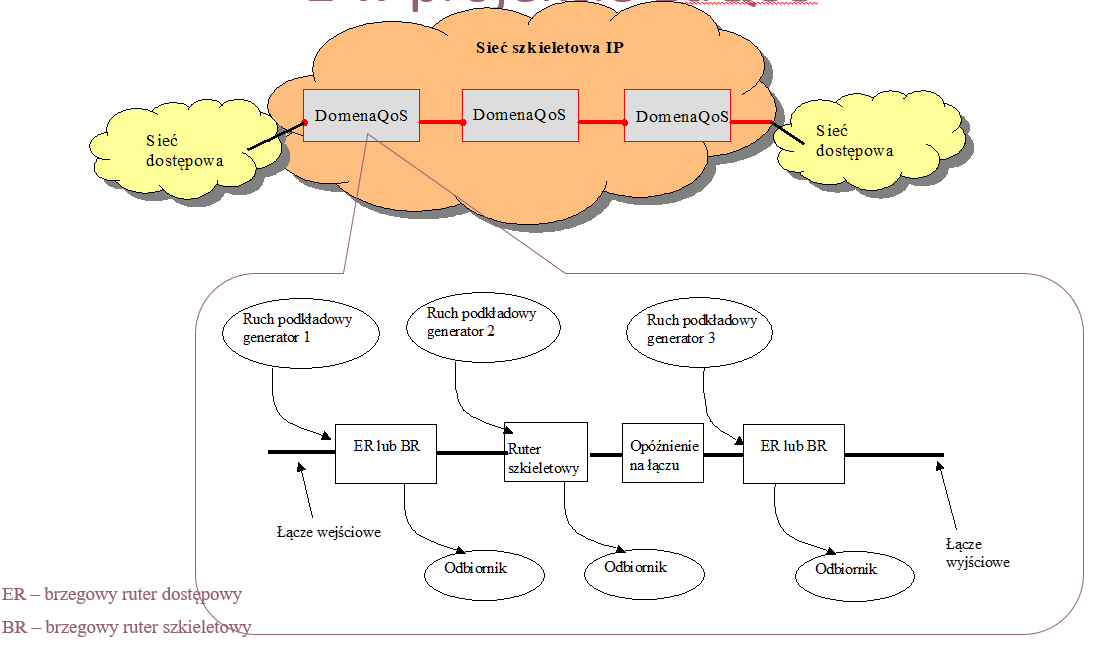 Sieć szkieletowa IP
DomenaQoS
DomenaQoS
DomenaQoS
Sieć
dostępowa
Sieć
dostępowa
Ruch podkładowy
generator 1
Ruch podkładowy
generator 2
Ruch podkładowy
generator 3
ER lub BR
Ruter
szkieletowy
Opóźnienie
na łączu
ER lub BR
Łącze wejściowe
Łącze
wyjściowe
Odbiornik
Odbiornik
Odbiornik
ER – brzegowy ruter dostępowy
BR – brzegowy ruter szkieletowy